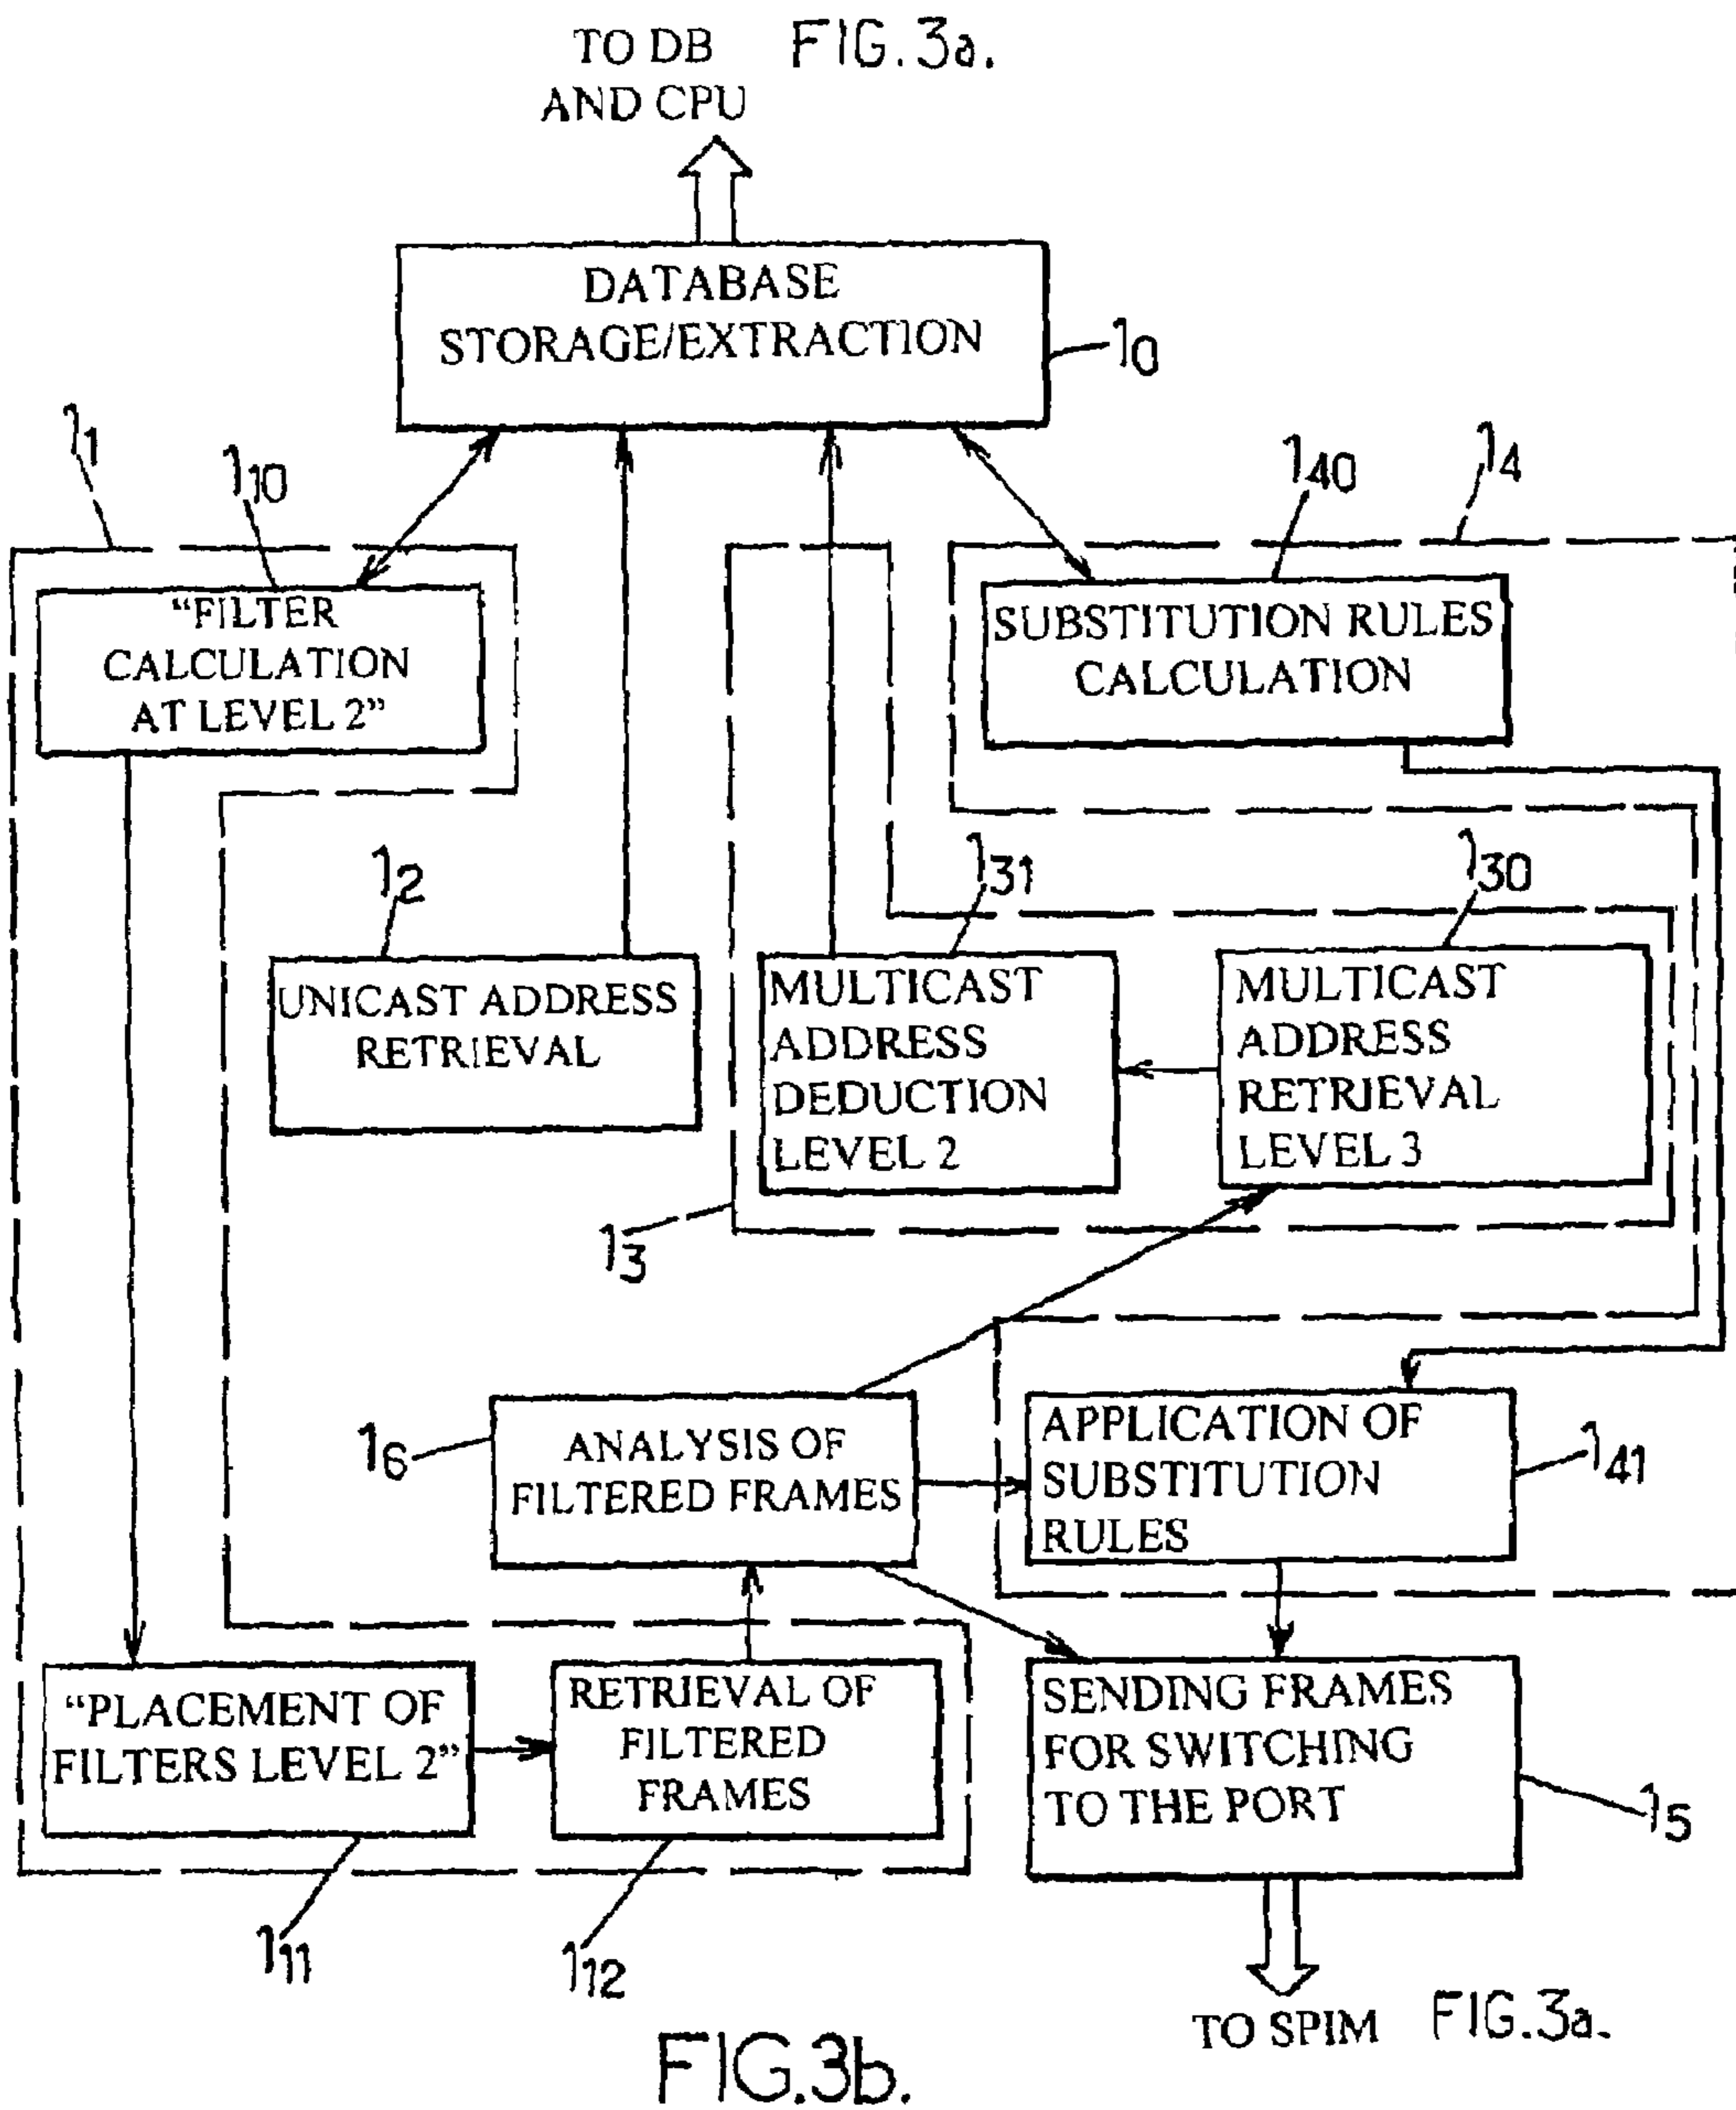 TO DB FIG.3a.
AND CPU
DATABASE
STORAGE/EXTRACTION
10
11
110
140
14
“FILTER
CALCULATION
AT LEVEL 2”
SUBSTITUTION RULES
CALCULATION
12
131
130
UNICAST ADDRESS
RETRIEVAL
MULTICAST
ADDRESS
DEDUCTION
LEVEL 2
MULTICAST
ADDRESS
RETRIEVAL
LEVEL 3
13
16
ANALYSIS OF
FILTERED FRAMES
APPLICATION OF
SUBSTITUTION
RULES
141
“PLACEMENT OF
FILTERS LEVEL 2”
RETRIEVAL OF
FILTERED
FRAMES
SENDING FRAMES
FOR SWITCHING
TO THE PORT
15
111
112
TO SPIM FIG.3a.
FIG.3b.